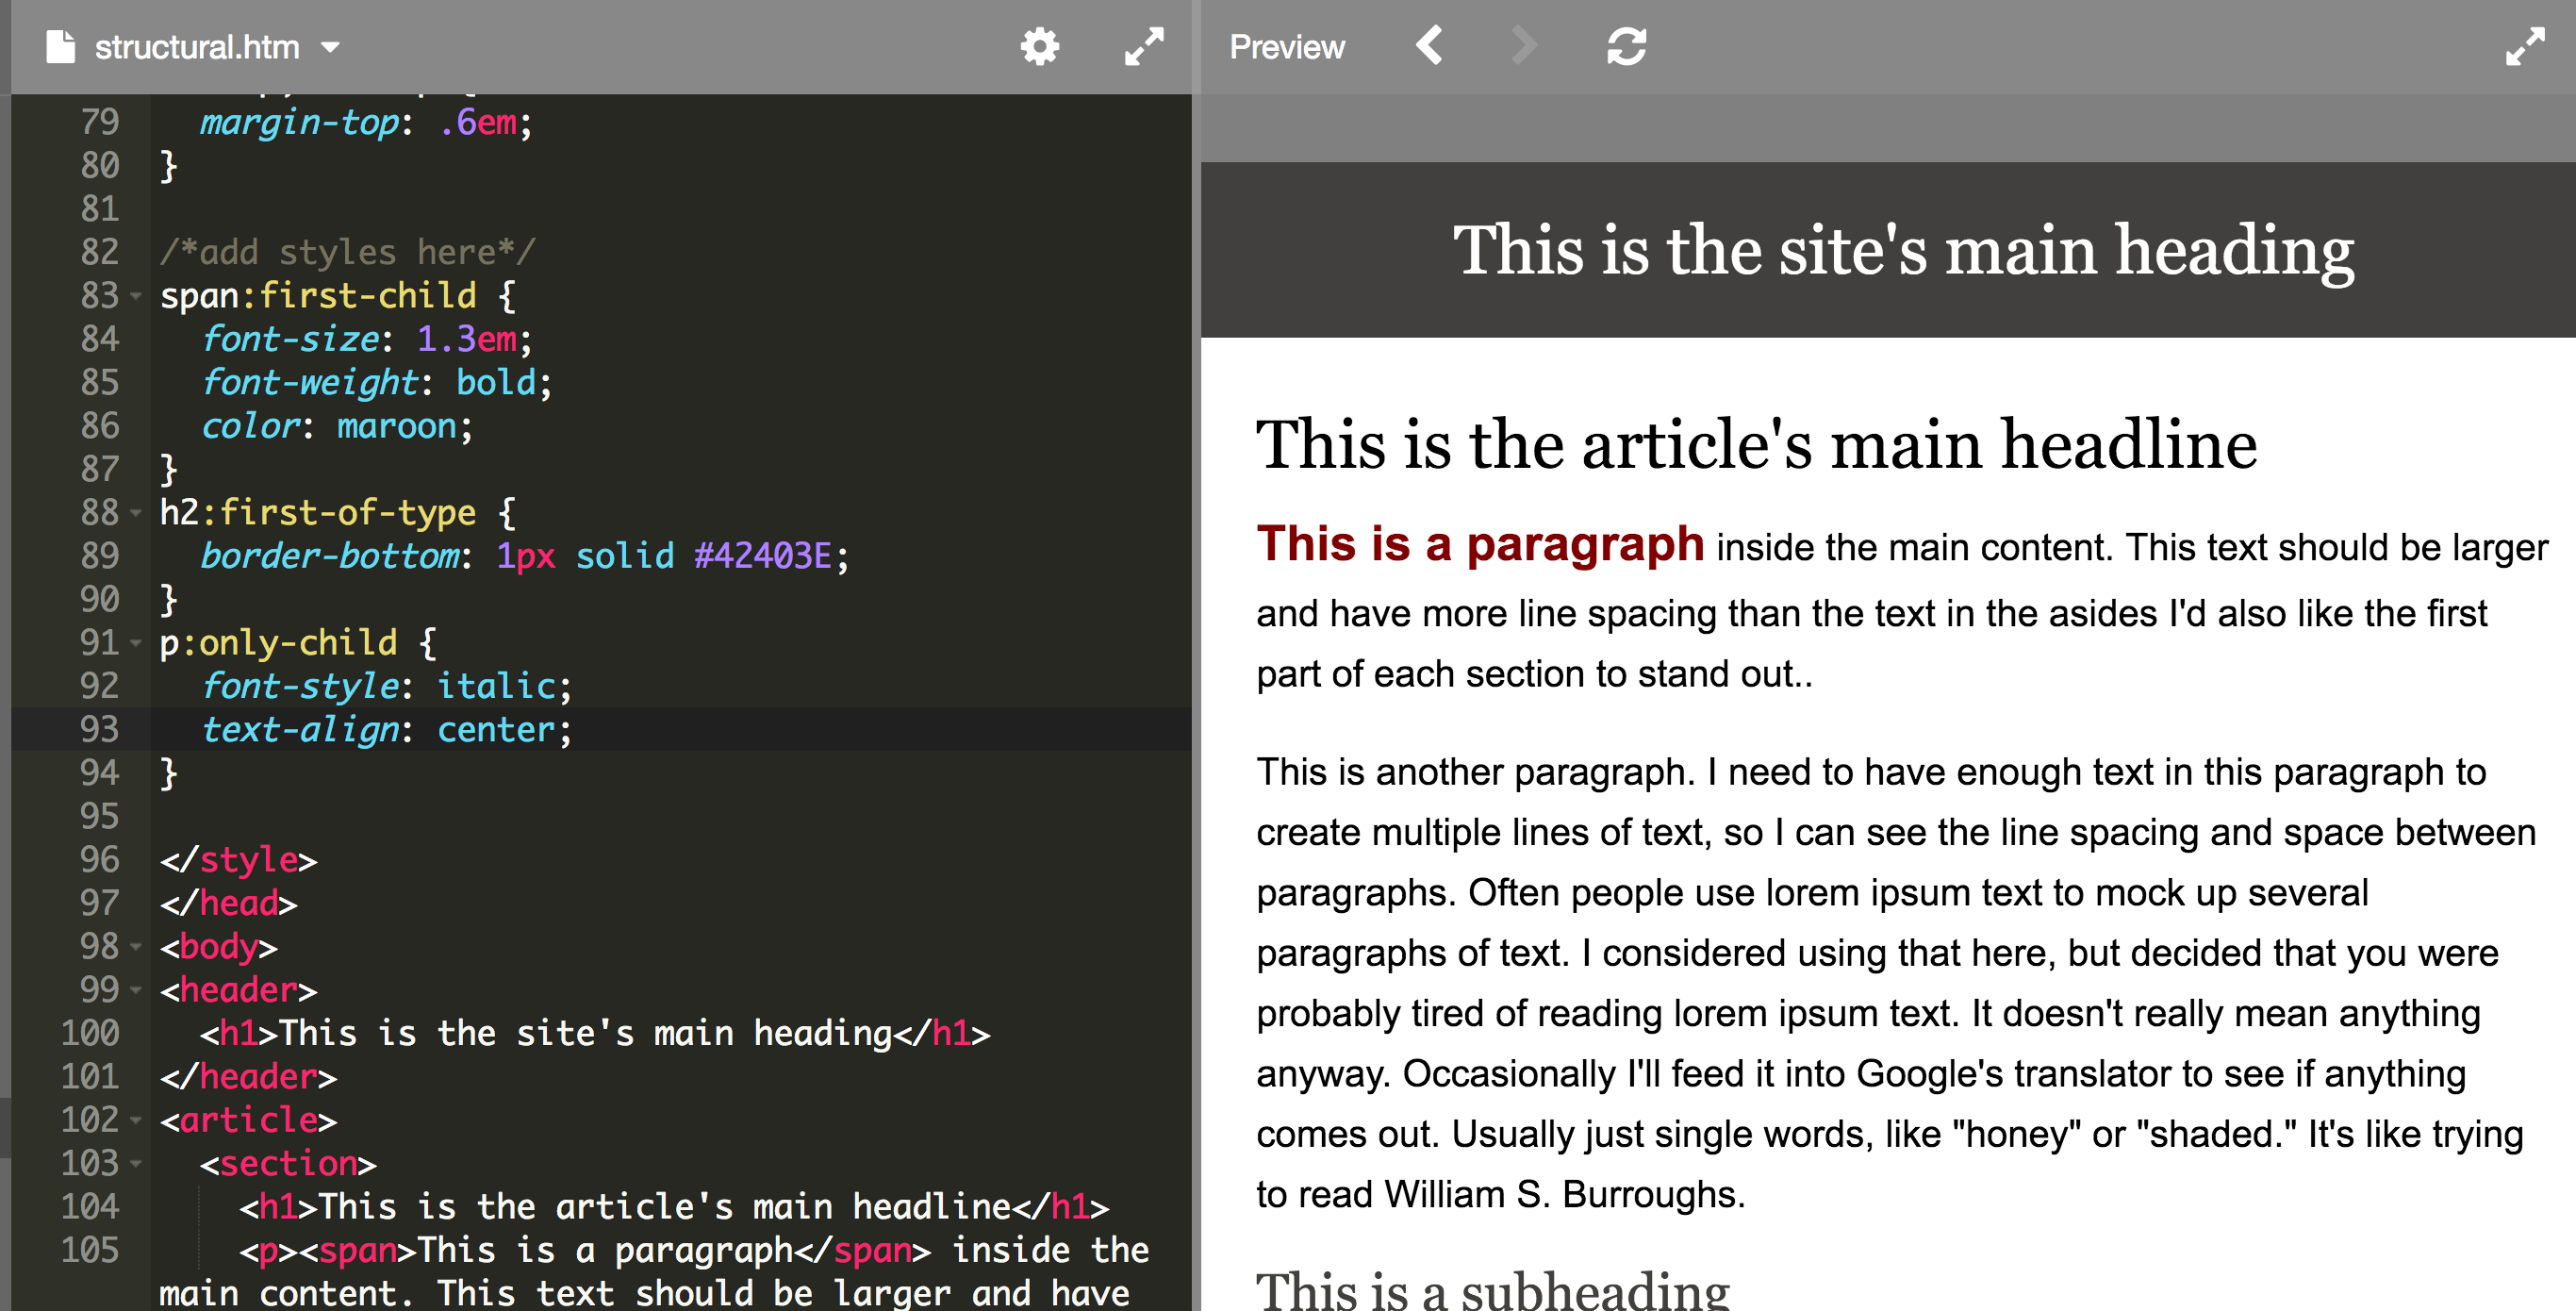 structural.htm
79 margin-top: .6em;
80 }
81
82 /*add styles here*/
83 span:first-child {
84 font-size: 1.3em;
85 font-weight: bold;
86 color: maroon;
87 }
88 h2:first-of-type {
89 border-bottom: 1px solid #42403E;
90 }
91 p:only-child {
92 font-style: italic;
93 text-align: center;
94 }
95
96 </style>
97 </head>
98 <body>
99 <header>
100 <h1>This is the site's main heading</h1>
101 </header>
102 <article>
103 <section>
104 <h1>This is the article's main headline</h1>
105 <p><span>This is a paragraph</span> inside the
main content. This text should be larger and have
Preview
This is the site's main heading
This is the article's main headline
This is a paragraph inside the main content. This text should be larger
and have more line spacing than the text in the asides I'd also like the first
part of each section to stand out..
This is another paragraph. I need to have enough text in this paragraph to
create multiple lines of text, so I can see the line spacing and space between
paragraphs. Often people use lorem ipsum text to mock up several
paragraphs of text. I considered using that here, but decided that you were
probably tired of reading lorem ipsum text. It doesn't really mean anything
anyway. Occasionally I'll feed it into Google's translator to see if anything
comes out. Usually just single words, like "honey" or "shaded." It's like trying
to read William S. Burroughs.
This is a subheading